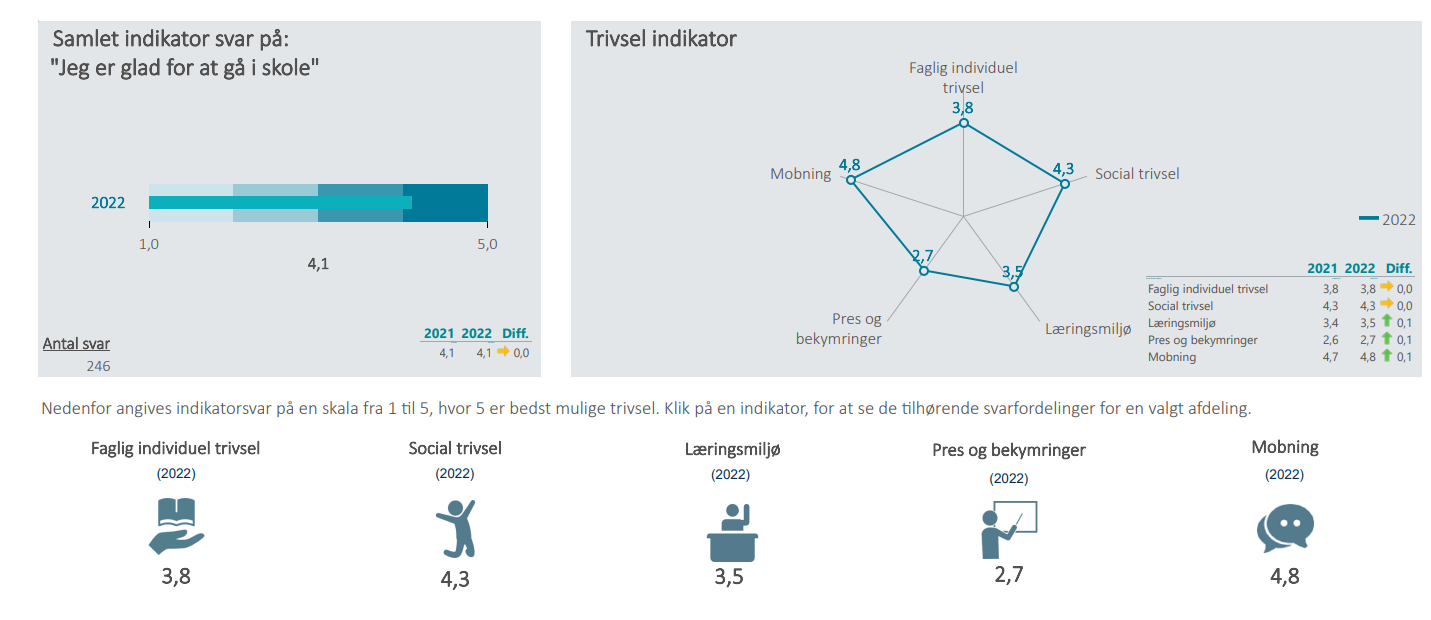 Samlet indikator svar på:
"Jeg er glad for at gå i skole"
2022
1,0
5,0
4,1
Antal svar
246
2021 2022 Diff.
4,1 4,1 0,0
Trivsel indikator
Faglig individuel
trivsel
3,8
4,8
Mobning
4,3
Social trivsel
2,7
3,5
Pres og
bekymringer
Læringsmiljø
2022
2021 2022 Diff.
Faglig individuel trivsel 3,8 3,8 0,0
Social trivsel 4,3 4,3 0,0
Læringsmiljø 3,4 3,5 0,1
Pres og bekymringer 2,6 2,7 0,1
Mobning 4,7 4,8 0,1
Nedenfor angives indikatorsvar på en skala fra 1 til 5, hvor 5 er bedst mulige trivsel. Klik på en indikator, for at se de tilhørende svarfordelinger for en valgt afdeling.
Faglig individuel trivsel
(2022)
3,8
Social trivsel
(2022)
4,3
Læringsmiljø
(2022)
3,5
Pres og bekymringer
(2022)
2,7
Mobning
(2022)
4,8